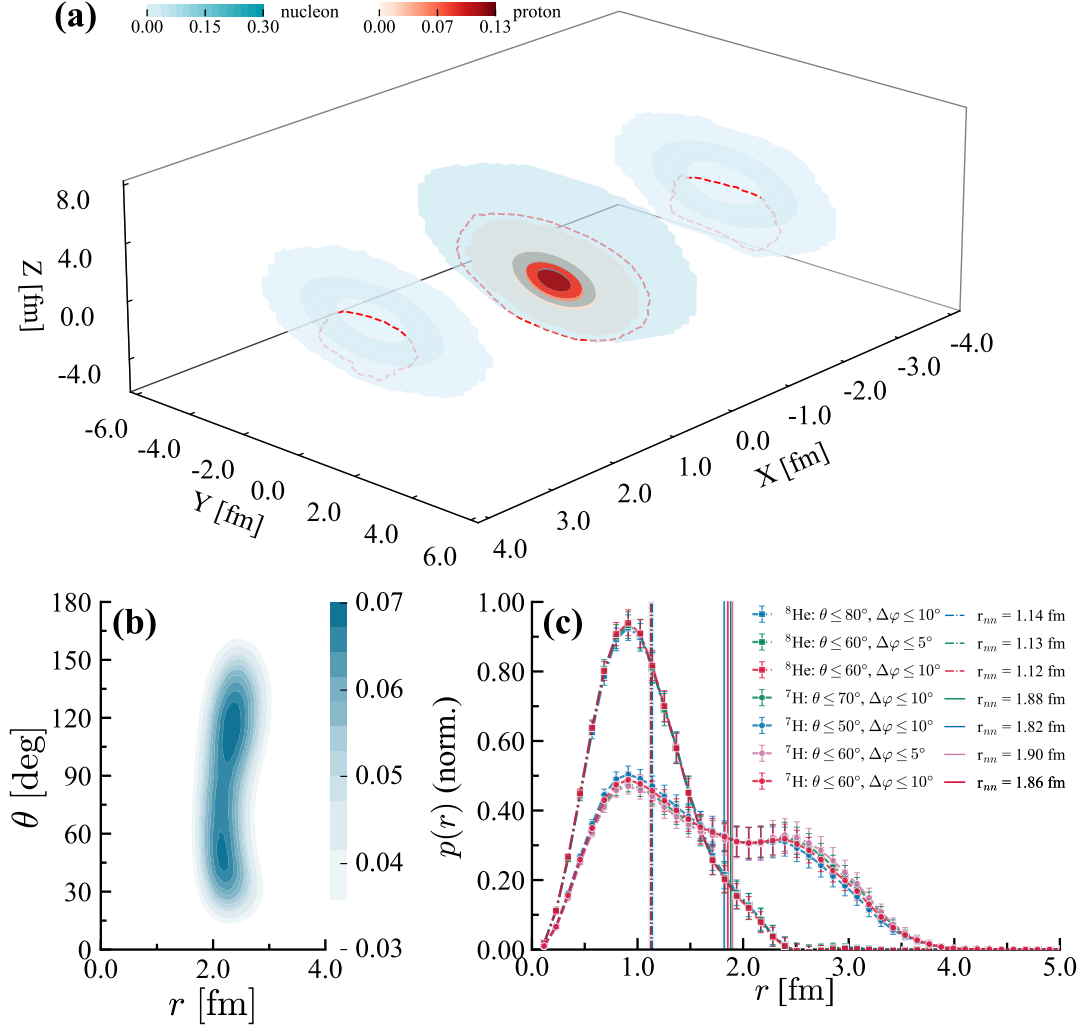 (a)
nucleon
0.00 0.15 0.30
proton
0.00 0.07 0.13
8.0
4.0
0.0
-4.0
Z [fm]
-6.0
-4.0
-2.0
0.0
2.0
4.0
6.0
Y [fm]
4.0
3.0
2.0
1.0
0.0
-1.0
-2.0
-3.0
-4.0
X [fm]
(b)
180
150
120
90
60
30
0
θ [deg]
0.0 2.0 4.0
r [fm]
0.07
0.06
0.05
0.04
0.03
(c)
1.00
0.80
0.60
0.40
0.20
0.00
p(r) (norm.)
0.0 1.0 2.0 3.0 4.0 5.0
r [fm]
⁸He: θ ≤ 80°, Δφ ≤ 10° rₙₙ = 1.14 fm
⁸He: θ ≤ 60°, Δφ ≤ 5° rₙₙ = 1.13 fm
⁸He: θ ≤ 60°, Δφ ≤ 10° rₙₙ = 1.12 fm
⁷H: θ ≤ 70°, Δφ ≤ 10° rₙₙ = 1.88 fm
⁷H: θ ≤ 50°, Δφ ≤ 10° rₙₙ = 1.82 fm
⁷H: θ ≤ 60°, Δφ ≤ 5° rₙₙ = 1.90 fm
⁷H: θ ≤ 60°, Δφ ≤ 10° rₙₙ = 1.86 fm